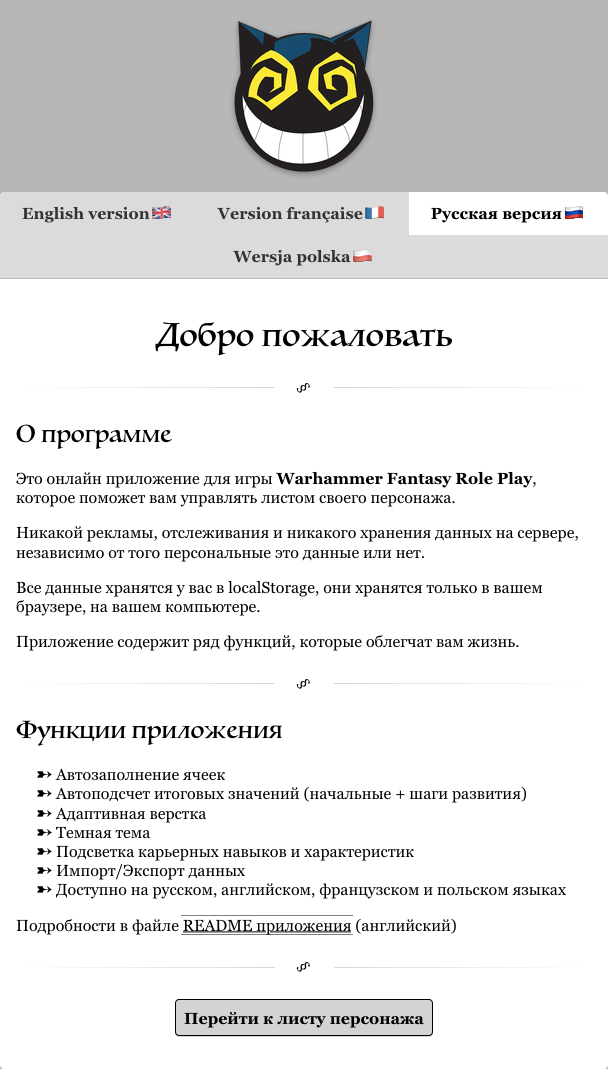 English version🇬🇧 Version française🇫🇷 Русская версия🇷🇺
Wersja polska🇵🇱
Добро пожаловать
О программе
Это онлайн приложение для игры Warhammer Fantasy Role Play,
которое поможет вам управлять листом своего персонажа.
Никакой рекламы, отслеживания и никакого хранения данных на сервере,
независимо от того персональные это данные или нет.
Все данные хранятся у вас в localStorage, они хранятся только в вашем
браузере, на вашем компьютере.
Приложение содержит ряд функций, которые облегчат вам жизнь.
Функции приложения
➳ Автозаполнение ячеек
➳ Автоподсчет итоговых значений (начальные + шаги развития)
➳ Адаптивная верстка
➳ Темная тема
➳ Подсветка карьерных навыков и характеристик
➳ Импорт/Экспорт данных
➳ Доступно на русском, английском, французском и польском языках
Подробности в файле README приложения (английский)
Перейти к листу персонажа